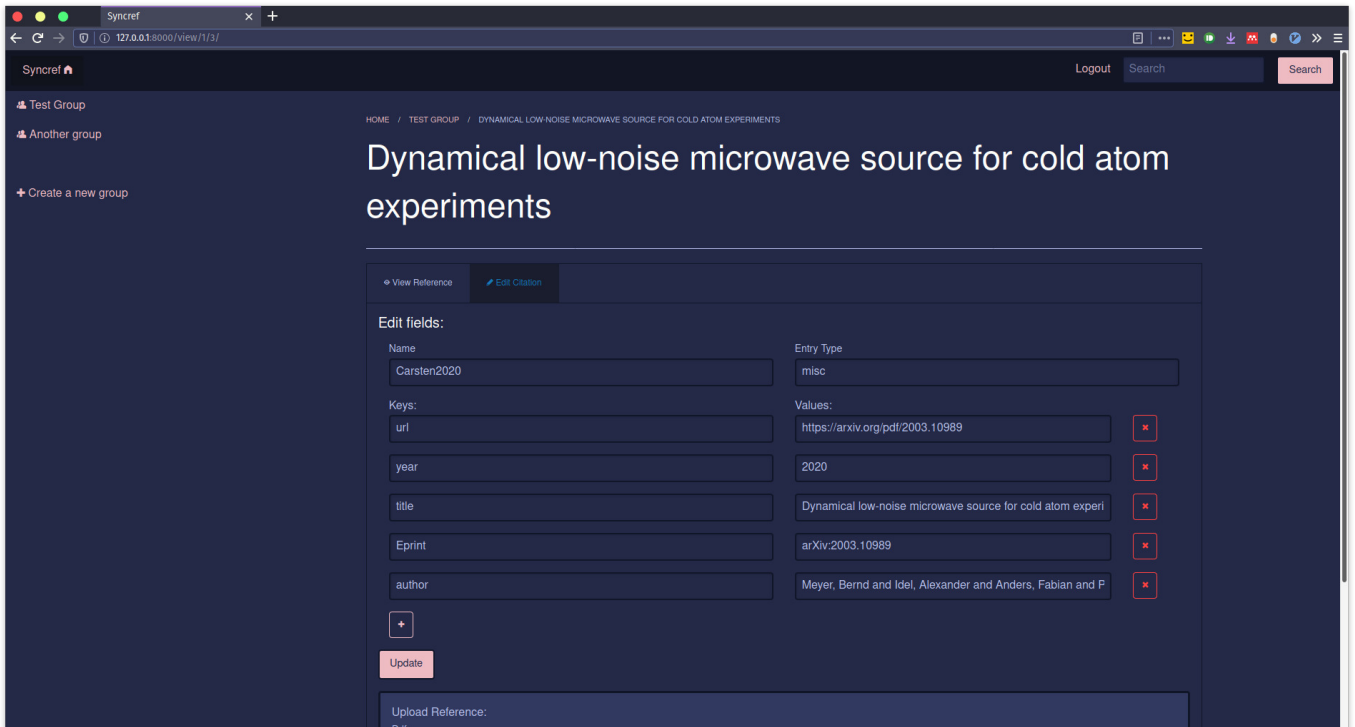 Syncref
127.0.0.1:8000/view/1/3/
Syncref
Logout
Search
Search
Test Group
Another group
Create a new group
HOME / TEST GROUP / DYNAMICAL LOW-NOISE MICROWAVE SOURCE FOR COLD ATOM EXPERIMENTS
Dynamical low-noise microwave source for cold atom
experiments
View Reference
Edit Citation
Edit fields:
Name
Entry Type
Carsten2020
misc
Keys:
Values:
url
https://arxiv.org/pdf/2003.10989
year
2020
title
Dynamical low-noise microwave source for cold atom experi
Eprint
arXiv:2003.10989
author
Meyer, Bernd and Idel, Alexander and Anders, Fabian and P
Update
Upload Reference: